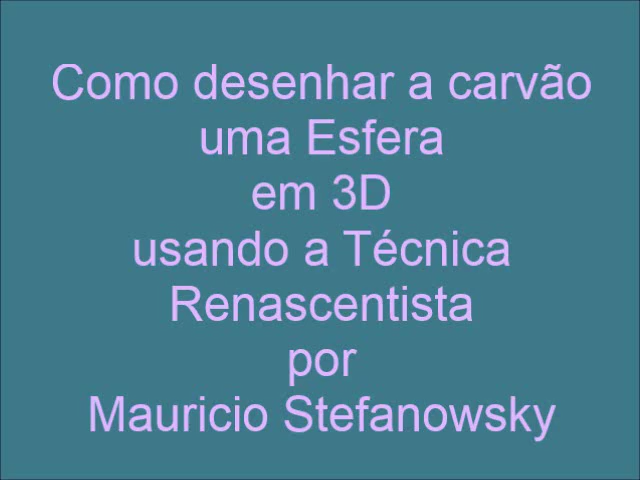 Como desenhar a carvão
uma Esfera
em 3D
usando a Técnica
Renascentista
por
Mauricio Stefanowsky